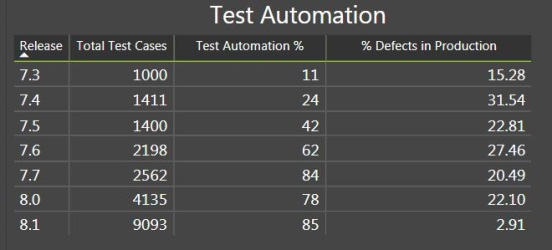 Test Automation
Release Total Test Cases Test Automation % % Defects in Production
7.3 1000 11 15.28
7.4 1411 24 31.54
7.5 1400 42 22.81
7.6 2198 62 27.46
7.7 2562 84 20.49
8.0 4135 78 22.10
8.1 9093 85 2.91